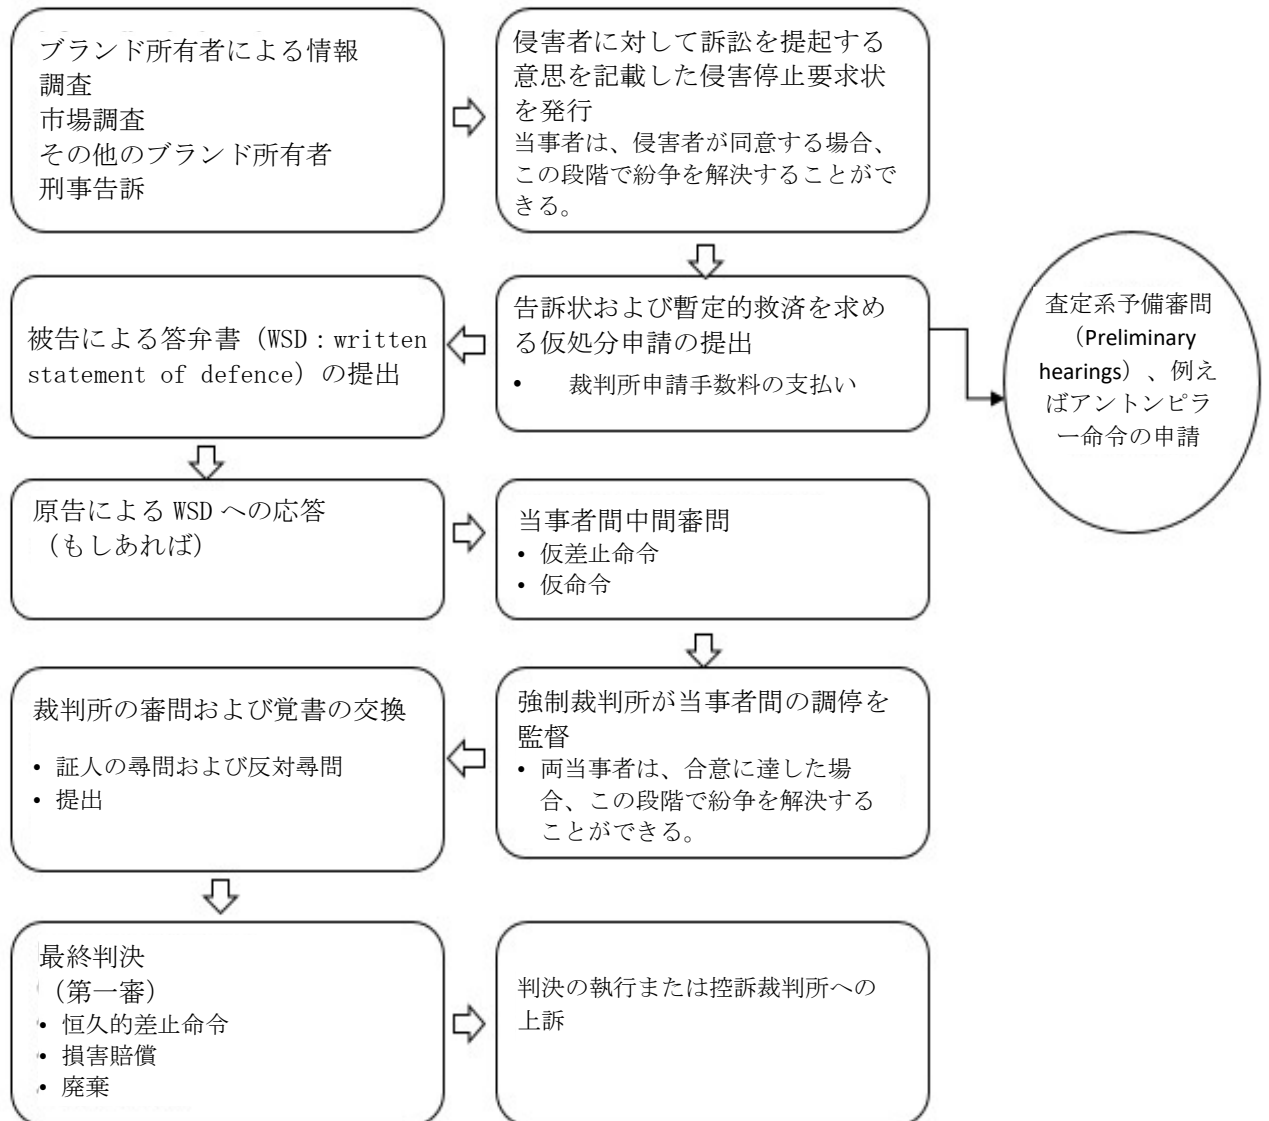 ブランド所有者による情報
調査
市場調査
その他のブランド所有者
刑事告訴
侵害者に対して訴訟を提起する
意思を記載した侵害停止要求状
を発行
当事者は、侵害者が同意する場合、
この段階で紛争を解決することがで
きる。
告訴状および暫定的救済を求め
る仮処分申請の提出
• 裁判所申請手数料の支払い
査定系予備審問
（Preliminary
hearings）、例え
ばアントンピラ
ー命令の申請
被告による答弁書（WSD：written
statement of defence）の提出
原告による WSD への応答
（もしあれば）
当事者間中間審問
• 仮差止命令
• 仮命令
強制裁判所が当事者間の調停を
監督
• 両当事者は、合意に達した場
合、この段階で紛争を解決する
ことができる。
裁判所の審問および覚書の交換
• 証人の尋問および反対尋問
• 提出
最終判決
（第一審）
• 恒久的差止命令
• 損害賠償
• 廃棄
判決の執行または控訴裁判所への
上訴